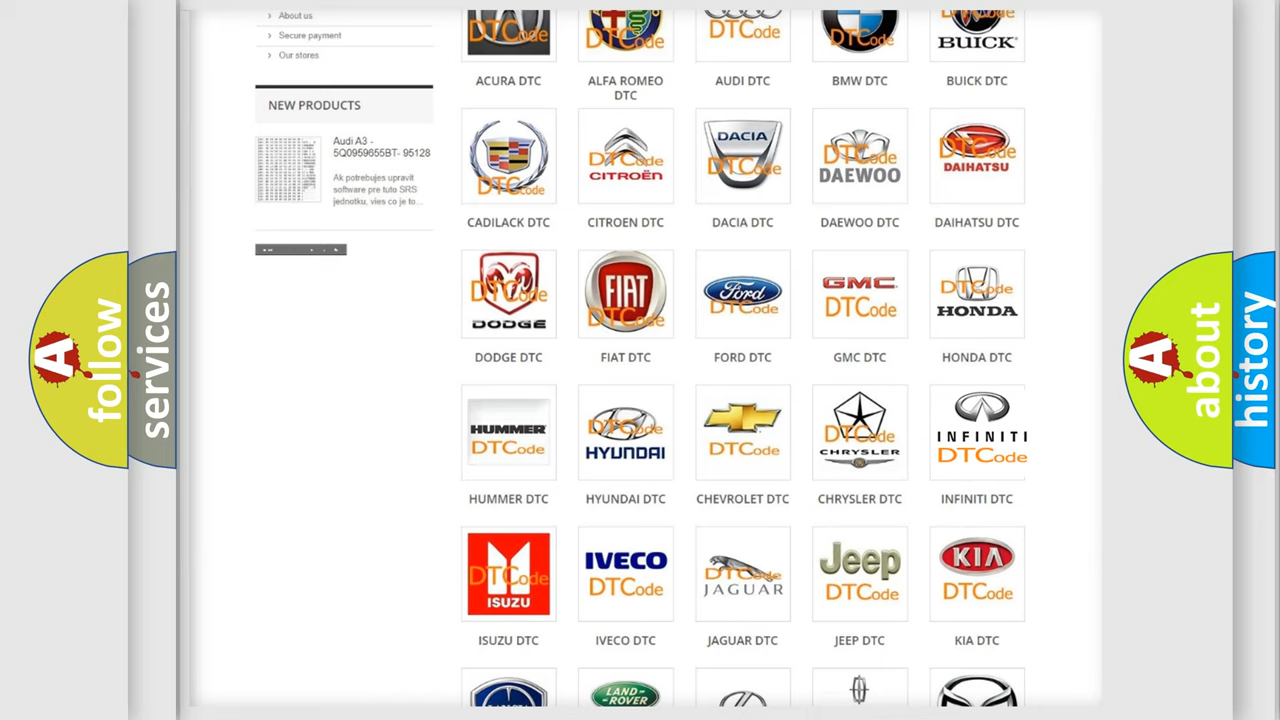 About us
Secure payment
Our stores
NEW PRODUCTS
Audi A3 -
5Q0959655BT- 95128
Ak potrebujes upravit
software pre tuto SRS
jednotku, vies co je to...
DTCode
DTCode
DTCode
DTCode
BUICK
ACURA DTC
ALFA ROMEO
DTC
AUDI DTC
BMW DTC
BUICK DTC
DTCode
DTCode
CITROËN
DACIA
DTCode
DTCode
DAEWOO
DTCode
DAIHATSU
CADILACK DTC
CITROEN DTC
DACIA DTC
DAEWOO DTC
DAIHATSU DTC
DTCode
DODGE
FIAT
DTCode
Ford
DTCode
GMC
DTCode
DTCode
HONDA
DODGE DTC
FIAT DTC
FORD DTC
GMC DTC
HONDA DTC
HUMMER
DTCode
DTCode
HYUNDAI
DTCode
DTCode
CHRYSLER
INFINITI
DTCode
HUMMER DTC
HYUNDAI DTC
CHEVROLET DTC
CHRYSLER DTC
INFINITI DTC
DTCode
ISUZU
IVECO
DTCode
DTCode
JAGUAR
Jeep
DTCode
KIA
DTCode
ISUZU DTC
IVECO DTC
JAGUAR DTC
JEEP DTC
KIA DTC
LAND-
ROVER
A
follow
services
A
about
history